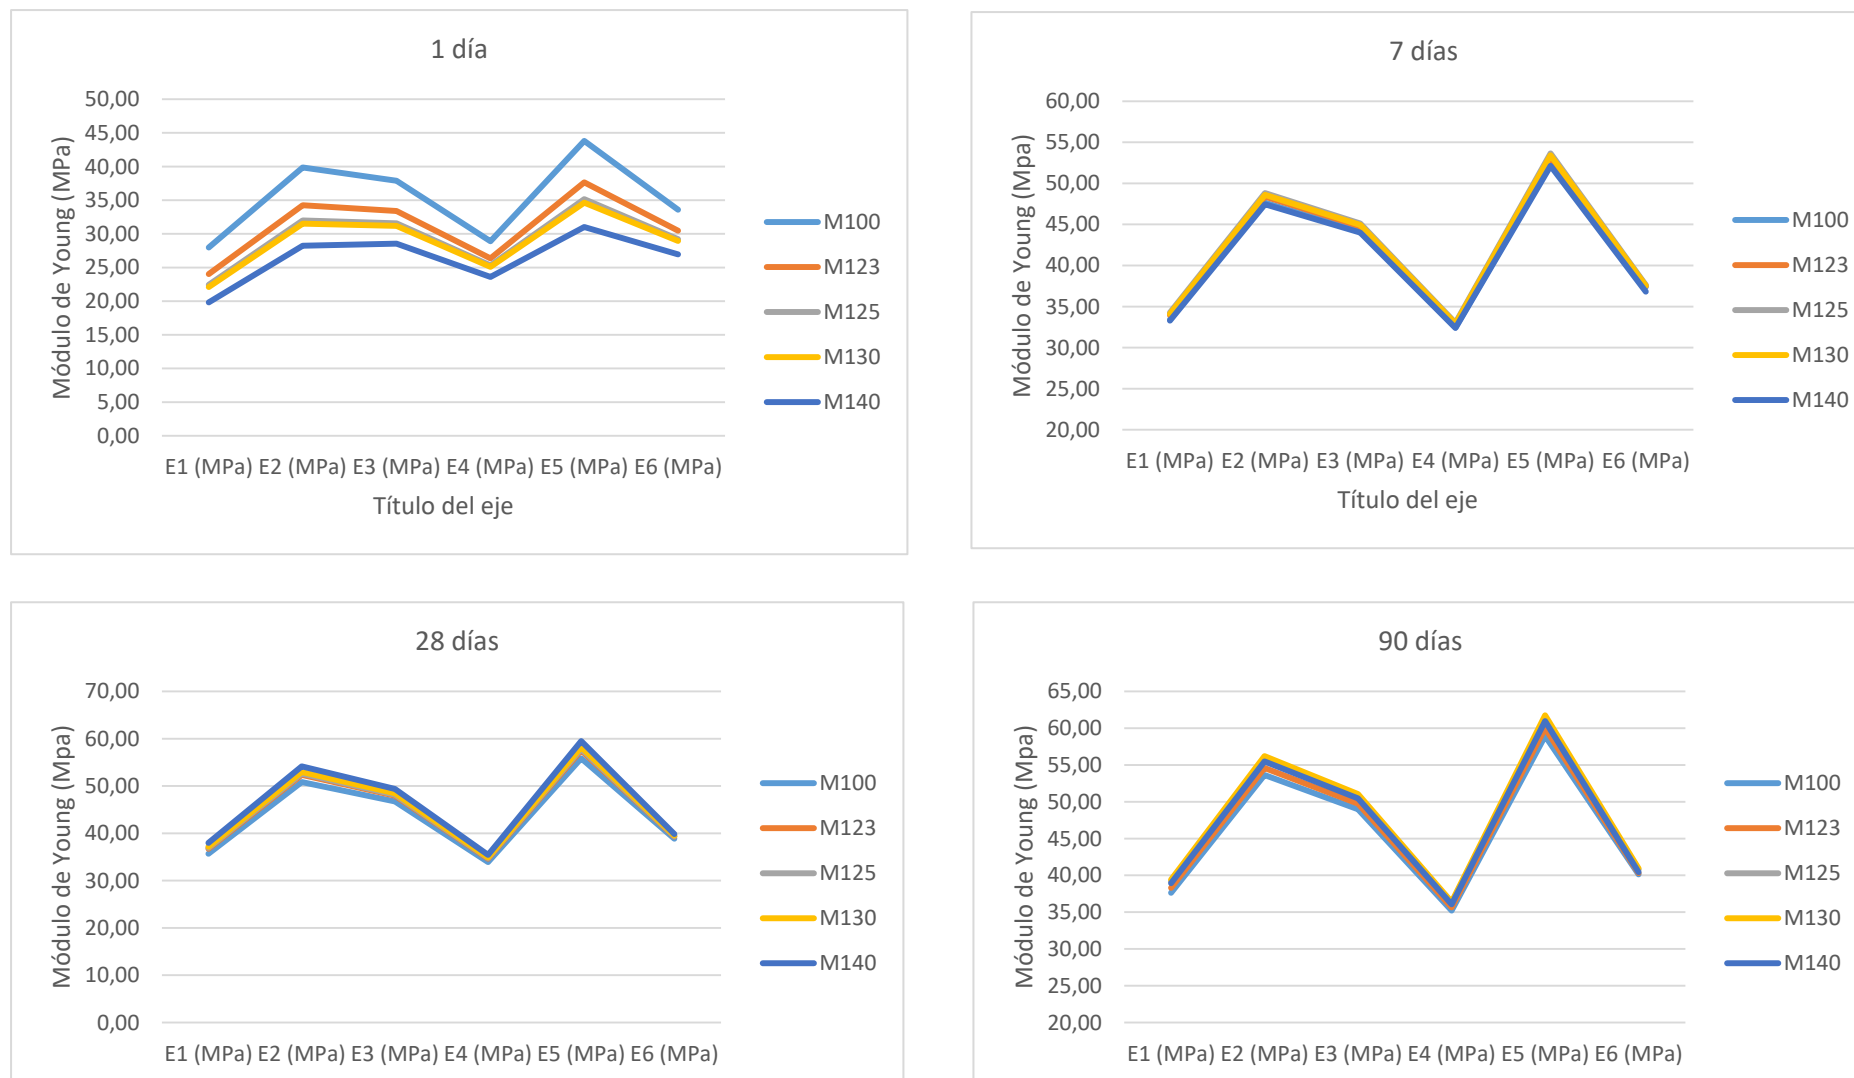 1 día
Módulo de Young (MPa)
50,00
45,00
40,00
35,00
30,00
25,00
20,00
15,00
10,00
5,00
0,00
E1 (MPa) E2 (MPa) E3 (MPa) E4 (MPa) E5 (MPa) E6 (MPa)
Título del eje
M100
M123
M125
M130
M140
7 días
Módulo de Young (Mpa)
60,00
55,00
50,00
45,00
40,00
35,00
30,00
25,00
20,00
E1 (MPa) E2 (MPa) E3 (MPa) E4 (MPa) E5 (MPa) E6 (MPa)
Título del eje
M100
M123
M125
M130
M140
28 días
Módulo de Young (Mpa)
70,00
60,00
50,00
40,00
30,00
20,00
10,00
0,00
E1 (MPa) E2 (MPa) E3 (MPa) E4 (MPa) E5 (MPa) E6 (MPa)
M100
M123
M125
M130
M140
90 días
Módulo de Young (Mpa)
65,00
60,00
55,00
50,00
45,00
40,00
35,00
30,00
25,00
20,00
E1 (MPa) E2 (MPa) E3 (MPa) E4 (MPa) E5 (MPa) E6 (MPa)
M100
M123
M125
M130
M140